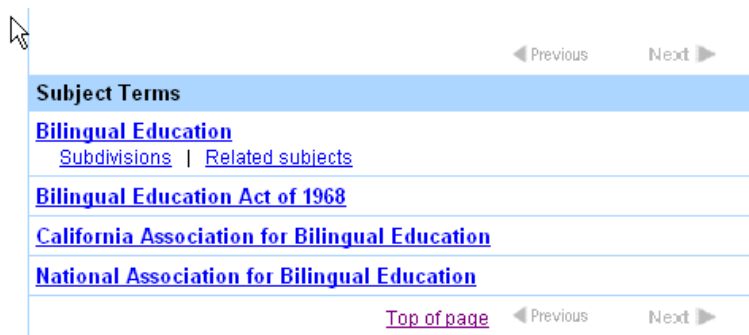 Previous Next
Subject Terms
Bilingual Education
Subdivisions | Related subjects
Bilingual Education Act of 1968
California Association for Bilingual Education
National Association for Bilingual Education
Top of page Previous Next